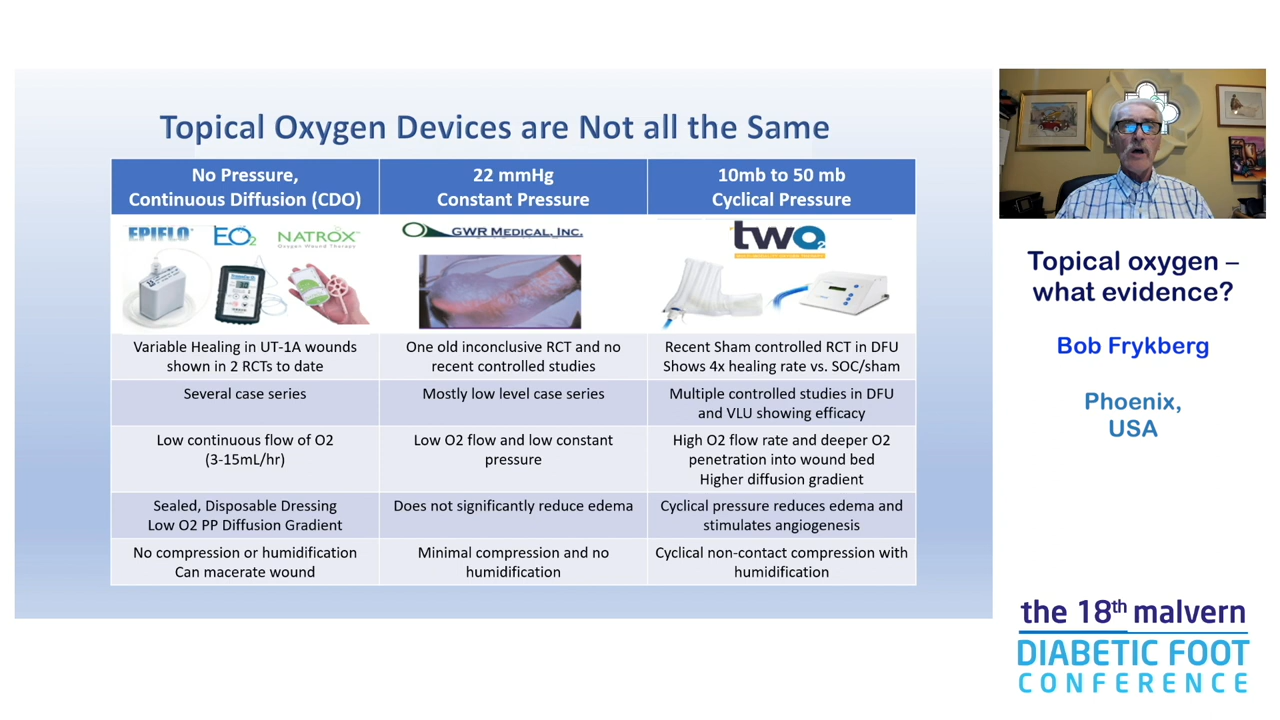 Topical Oxygen Devices are Not all the Same
No Pressure,
Continuous Diffusion (CDO)
22 mmHg
Constant Pressure
10mb to 50 mb
Cyclical Pressure
EPIFLO
EO2
NATROX
Oxygen Wound Therapy
GWR MEDICAL, INC.
twO2
Variable Healing in UT-1A wounds
shown in 2 RCTs to date
One old inconclusive RCT and no
recent controlled studies
Recent Sham controlled RCT in DFU
Shows 4x healing rate vs. SOC/sham
Several case series
Mostly low level case series
Multiple controlled studies in DFU
and VLU showing efficacy
Low continuous flow of O2
(3-15mL/hr)
Low O2 flow and low constant
pressure
High O2 flow rate and deeper O2
penetration into wound bed
Higher diffusion gradient
Sealed, Disposable Dressing
Low O2 PP Diffusion Gradient
Does not significantly reduce edema
Cyclical pressure reduces edema and
stimulates angiogenesis
No compression or humidification
Can macerate wound
Minimal compression and no
humidification
Cyclical non-contact compression with
humidification
Topical oxygen –
what evidence?
Bob Frykberg
Phoenix,
USA
the 18th malvern
DIABETIC FOOT
CONFERENCE